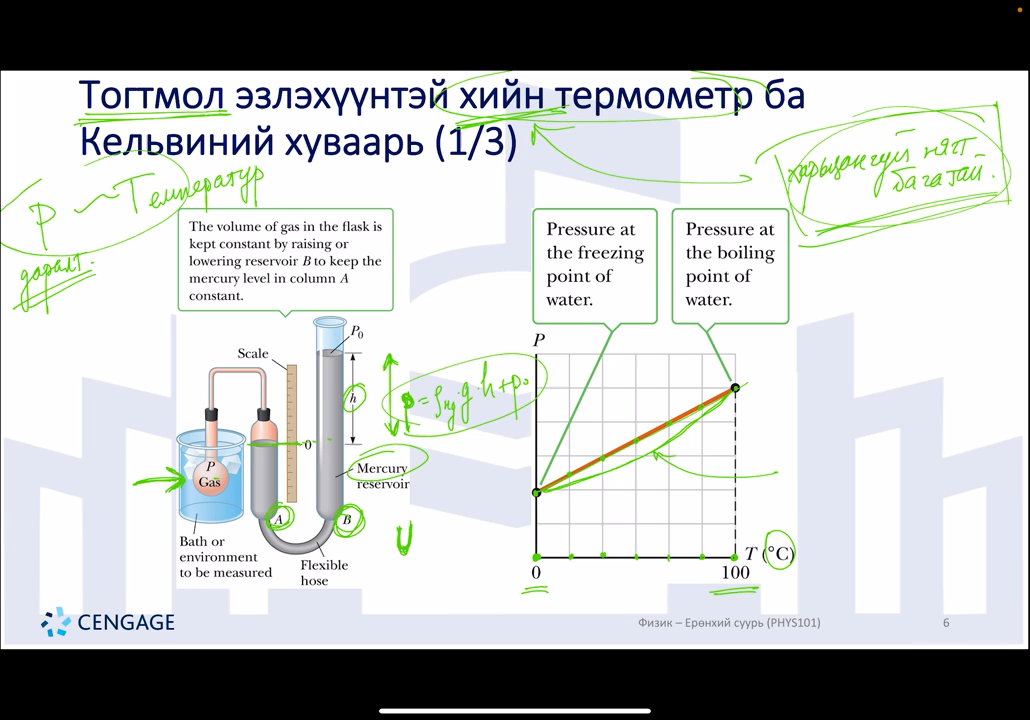 Тогтмол эзлэхүүнтэй хийн термометр ба
Кельвиний хуваарь (1/3)
харьцангуй нягт
багатай.
P ~ Температур
даралт.
The volume of gas in the flask is
kept constant by raising or
lowering reservoir B to keep the
mercury level in column A
constant.
Pressure at
the freezing
point of
water.
Pressure at
the boiling
point of
water.
P₀
Scale
h
P = ρ g h + p₀
0
P
Gas
Mercury
reservoir
A
B
Bath or
environment
to be measured
Flexible
hose
P
T (°C)
0
100
CENGAGE
Физик – Ерөнхий суурь (PHYS101)
6